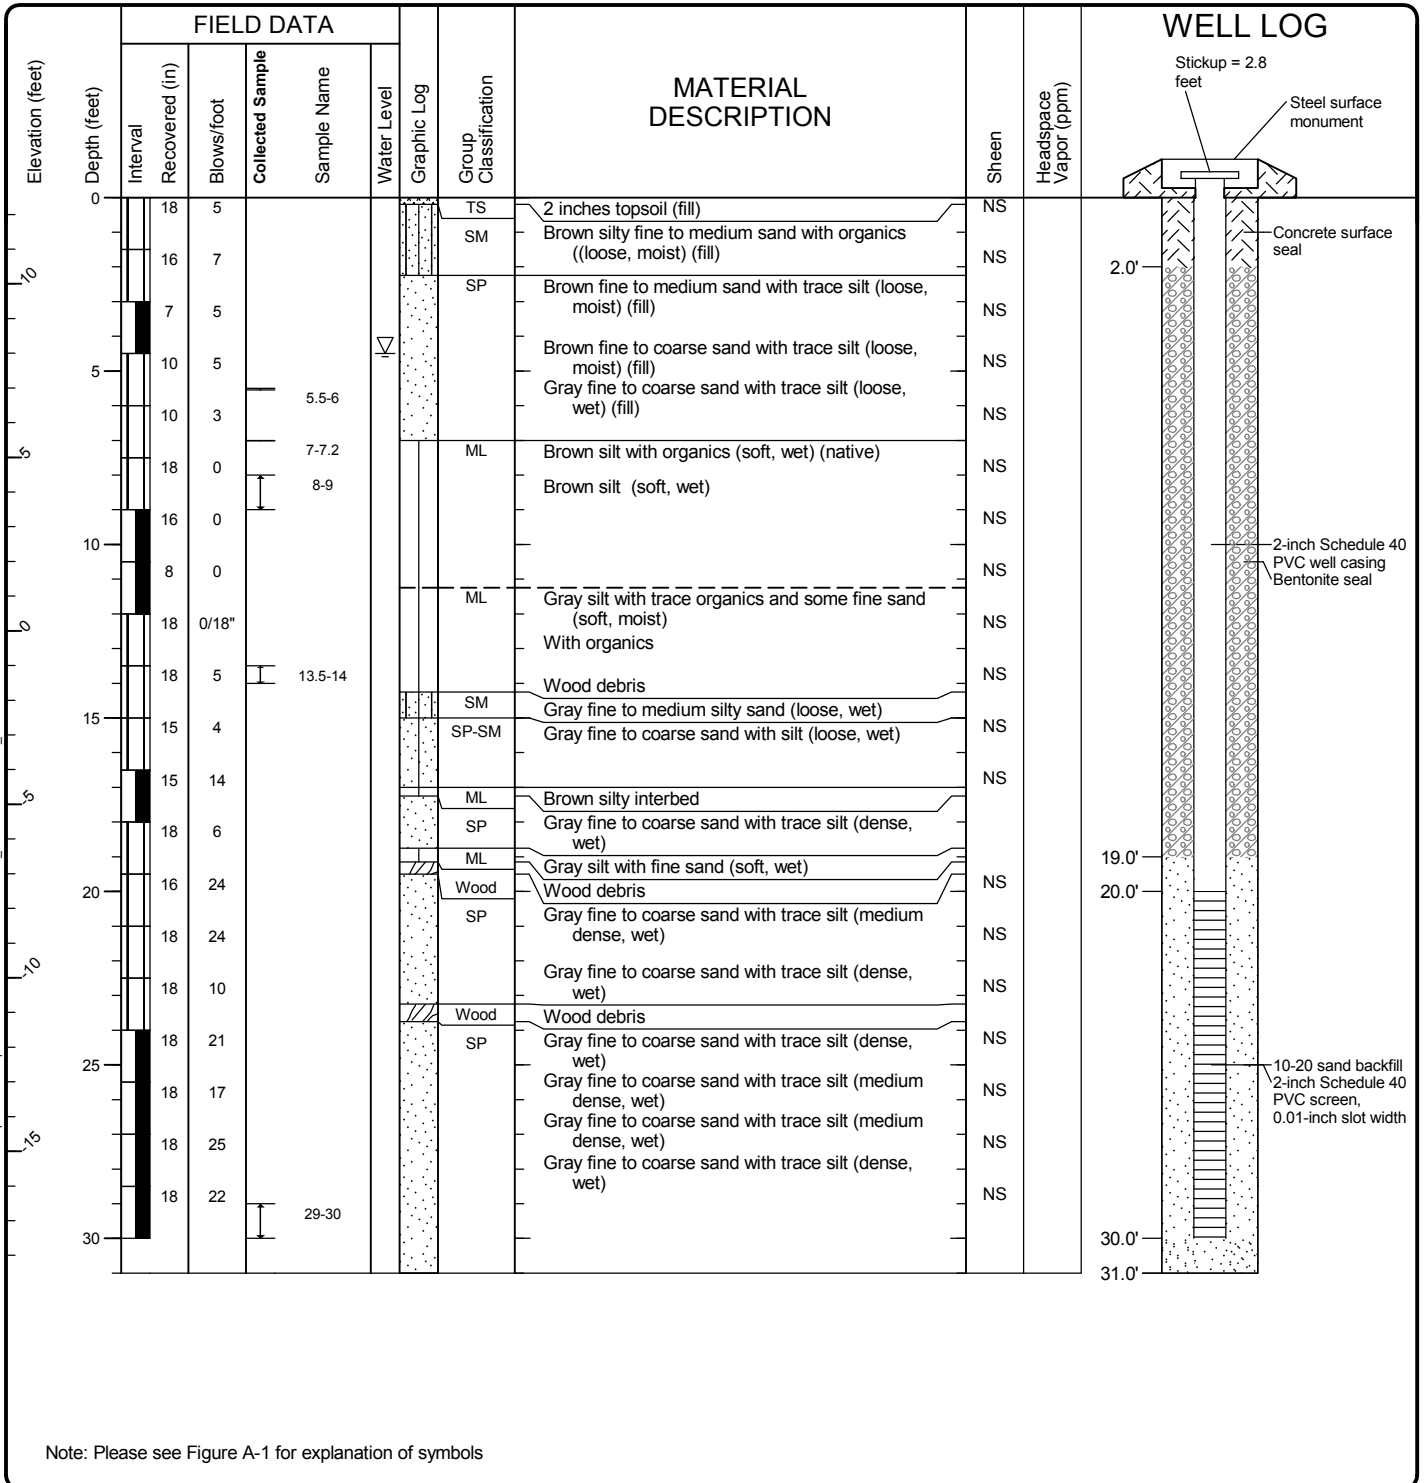 FIELD DATA
WELL LOG
Elevation (feet)
Depth (feet)
Interval
Recovered (in)
Blows/foot
Collected Sample
Sample Name
Water Level
Graphic Log
Group
Classification
MATERIAL
DESCRIPTION
Sheen
Headspace
Vapor (ppm)
Stickup = 2.8
feet
Steel surface
monument
0
18 5
TS
2 inches topsoil (fill)
NS
SM
Brown silty fine to medium sand with organics
((loose, moist) (fill)
Concrete surface
seal
16 7
NS
2.0'
10
SP
Brown fine to medium sand with trace silt (loose,
moist) (fill)
7 5
NS
Brown fine to coarse sand with trace silt (loose,
moist) (fill)
10 5
NS
5
Gray fine to coarse sand with trace silt (loose,
wet) (fill)
5.5-6
10 3
NS
5
7-7.2
ML
Brown silt with organics (soft, wet) (native)
18 0
NS
8-9
Brown silt (soft, wet)
16 0
NS
10
2-inch Schedule 40
PVC well casing
Bentonite seal
8 0
NS
ML
Gray silt with trace organics and some fine sand
(soft, moist)
0
18 0/18"
NS
With organics
18 5
13.5-14
NS
Wood debris
SM
Gray fine to medium silty sand (loose, wet)
15
15 4
SP-SM
Gray fine to coarse sand with silt (loose, wet)
NS
15 14
NS
-5
ML
Brown silty interbed
18 6
SP
Gray fine to coarse sand with trace silt (dense,
wet)
19.0'
ML
Gray silt with fine sand (soft, wet)
20
16 24
Wood
Wood debris
NS
20.0'
SP
Gray fine to coarse sand with trace silt (medium
dense, wet)
18 24
NS
-10
Gray fine to coarse sand with trace silt (dense,
wet)
18 10
NS
Wood
Wood debris
18 21
SP
Gray fine to coarse sand with trace silt (dense,
wet)
NS
25
10-20 sand backfill
2-inch Schedule 40
PVC screen,
0.01-inch slot width
18 17
Gray fine to coarse sand with trace silt (medium
dense, wet)
NS
Gray fine to coarse sand with trace silt (medium
dense, wet)
-15
18 25
NS
Gray fine to coarse sand with trace silt (dense,
wet)
18 22
NS
29-30
30
30.0'
31.0'
Note: Please see Figure A-1 for explanation of symbols